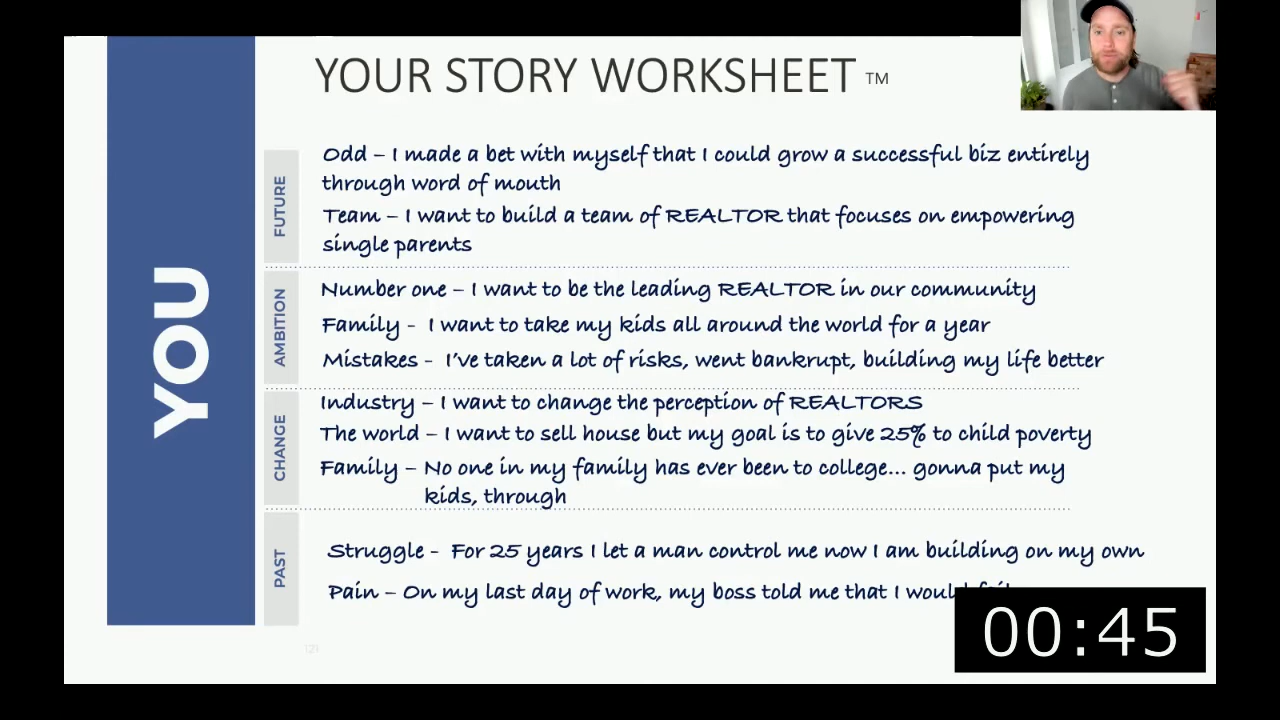 YOUR STORY WORKSHEET ™
YOU
FUTURE
Odd – I made a bet with myself that I could grow a successful biz entirely
through word of mouth
Team – I want to build a team of REALTOR that focuses on empowering
single parents
AMBITION
Number one – I want to be the leading REALTOR in our community
Family - I want to take my kids all around the world for a year
Mistakes - I've taken a lot of risks, went bankrupt, building my life better
CHANGE
Industry – I want to change the perception of REALTORS
The world – I want to sell house but my goal is to give 25% to child poverty
Family – No one in my family has ever been to college... gonna put my
kids, through
PAST
Struggle - For 25 years I let a man control me now I am building on my own
Pain – On my last day of work, my boss told me that I
00:45